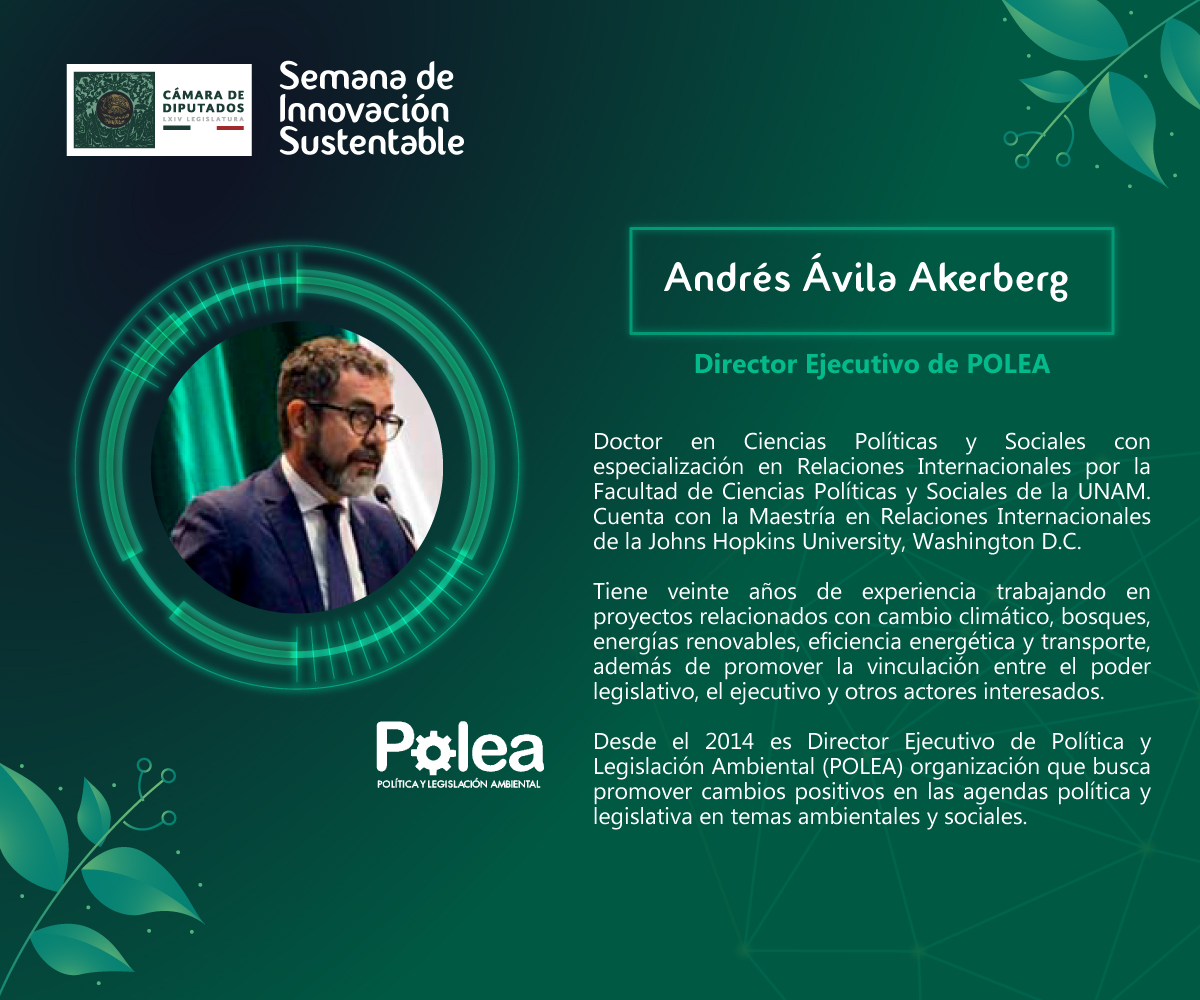 CÁMARA DE
DIPUTADOS
LXIV LEGISLATURA
Semana de
Innovación
Sustentable
Andrés Ávila Akerberg
Director Ejecutivo de POLEA
Doctor en Ciencias Políticas y Sociales con
especialización en Relaciones Internacionales por la
Facultad de Ciencias Políticas y Sociales de la UNAM.
Cuenta con la Maestría en Relaciones Internacionales
de la Johns Hopkins University, Washington D.C.
Tiene veinte años de experiencia trabajando en
proyectos relacionados con cambio climático, bosques,
energías renovables, eficiencia energética y transporte,
además de promover la vinculación entre el poder
legislativo, el ejecutivo y otros actores interesados.
Desde el 2014 es Director Ejecutivo de Política y
Legislación Ambiental (POLEA) organización que busca
promover cambios positivos en las agendas política y
legislativa en temas ambientales y sociales.
Polea
POLÍTICA Y LEGISLACIÓN AMBIENTAL